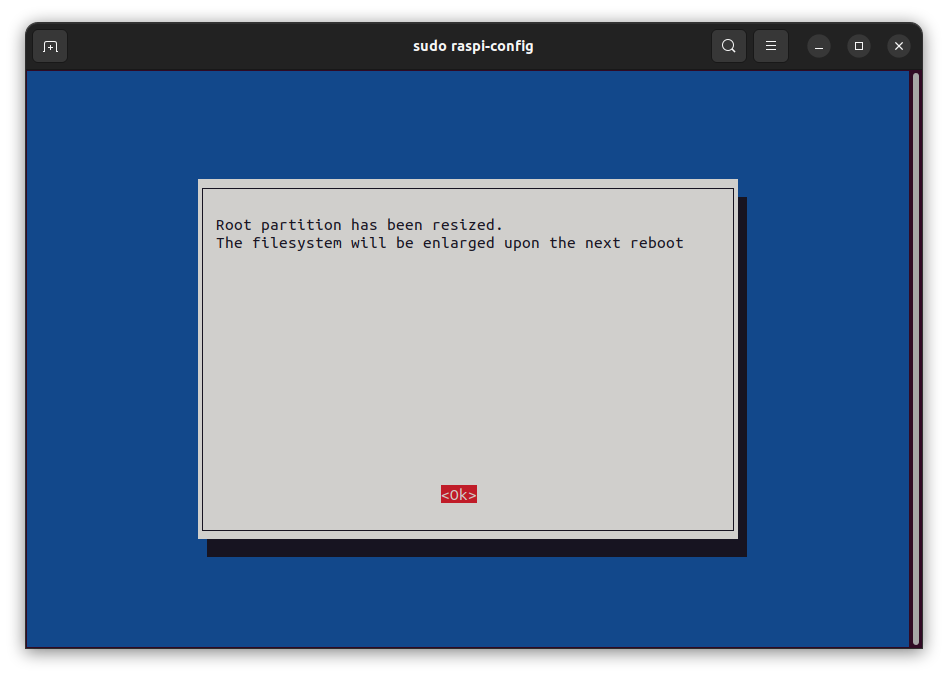 sudo raspi-config
Root partition has been resized.
The filesystem will be enlarged upon the next reboot
<Ok>